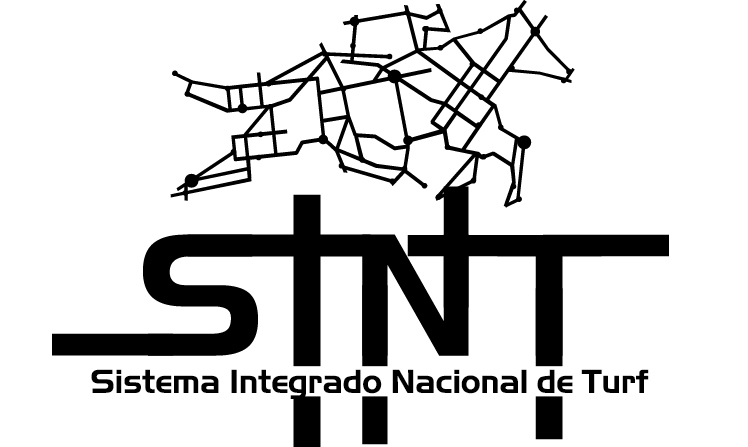 SINT
Sistema Integrado Nacional de Turf